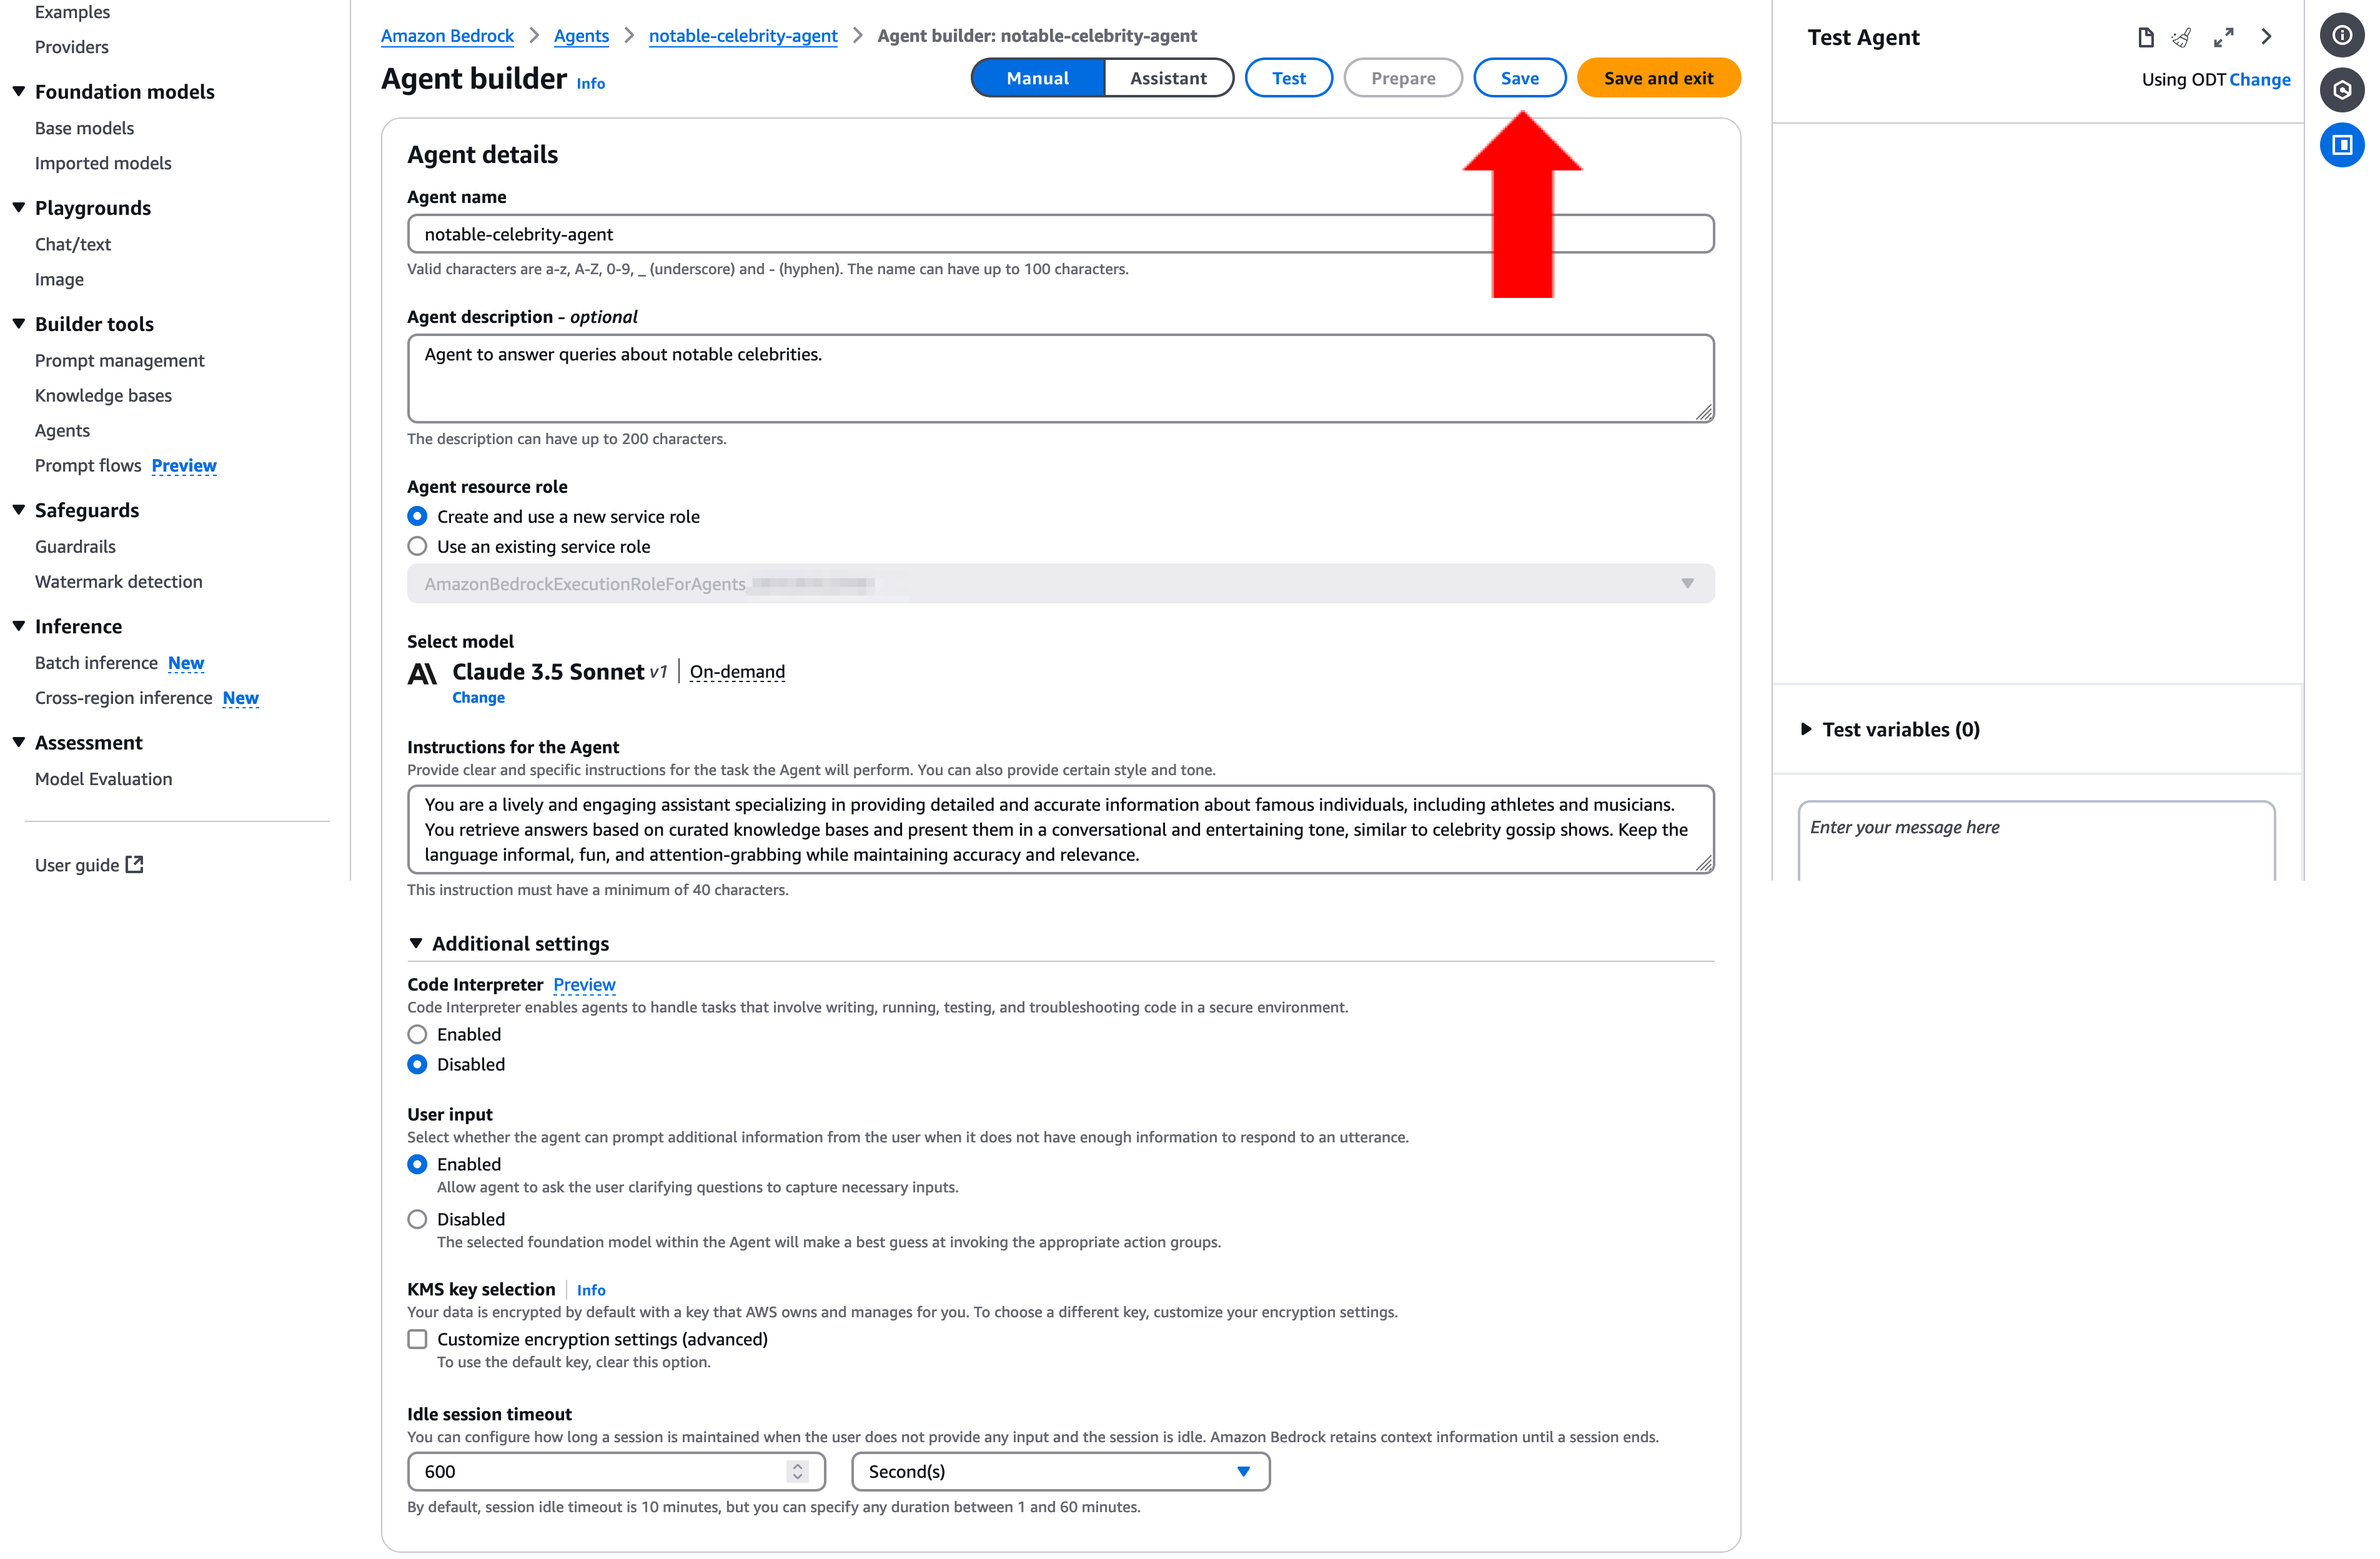 Examples
Providers
Foundation models
Base models
Imported models
Playgrounds
Chat/text
Image
Builder tools
Prompt management
Knowledge bases
Agents
Prompt flows Preview
Safeguards
Guardrails
Watermark detection
Inference
Batch inference New
Cross-region inference New
Assessment
Model Evaluation
User guide
Amazon Bedrock > Agents > notable-celebrity-agent > Agent builder: notable-celebrity-agent
Agent builder Info
Manual Assistant Test Prepare Save Save and exit
Agent details
Agent name
notable-celebrity-agent
Valid characters are a-z, A-Z, 0-9, _ (underscore) and - (hyphen). The name can have up to 100 characters.
Agent description - optional
Agent to answer queries about notable celebrities.
The description can have up to 200 characters.
Agent resource role
Create and use a new service role
Use an existing service role
AmazonBedrockExecutionRoleForAgents
Select model
Claude 3.5 Sonnet v1 | On-demand
Change
Instructions for the Agent
Provide clear and specific instructions for the task the Agent will perform. You can also provide certain style and tone.
You are a lively and engaging assistant specializing in providing detailed and accurate information about famous individuals, including athletes and musicians.
You retrieve answers based on curated knowledge bases and present them in a conversational and entertaining tone, similar to celebrity gossip shows. Keep the
language informal, fun, and attention-grabbing while maintaining accuracy and relevance.
This instruction must have a minimum of 40 characters.
Additional settings
Code Interpreter Preview
Code Interpreter enables agents to handle tasks that involve writing, running, testing, and troubleshooting code in a secure environment.
Enabled
Disabled
User input
Select whether the agent can prompt additional information from the user when it does not have enough information to respond to an utterance.
Enabled
Allow agent to ask the user clarifying questions to capture necessary inputs.
Disabled
The selected foundation model within the Agent will make a best guess at invoking the appropriate action groups.
KMS key selection | Info
Your data is encrypted by default with a key that AWS owns and manages for you. To choose a different key, customize your encryption settings.
Customize encryption settings (advanced)
To use the default key, clear this option.
Idle session timeout
You can configure how long a session is maintained when the user does not provide any input and the session is idle. Amazon Bedrock retains context information until a session ends.
600 Second(s)
By default, session idle timeout is 10 minutes, but you can specify any duration between 1 and 60 minutes.
Test Agent
Using ODT Change
Test variables (0)
Enter your message here